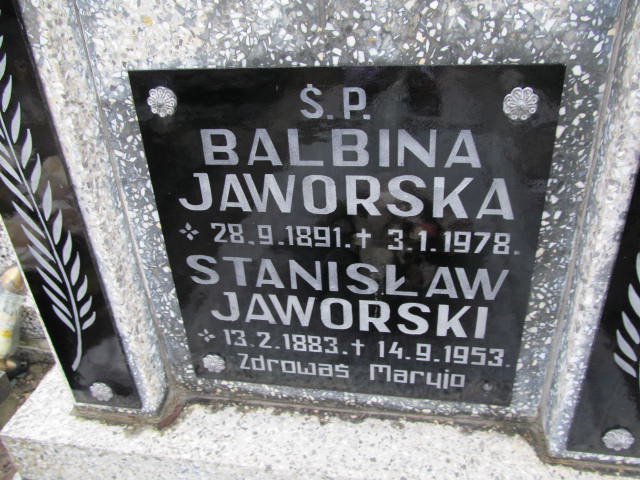 Ś.P.
BALBINA
JAWORSKA
* 28.9.1891. + 3.1.1978.
STANISŁAW
JAWORSKI
* 13.2.1883. + 14.9.1953.
Zdrowaś Maryjo